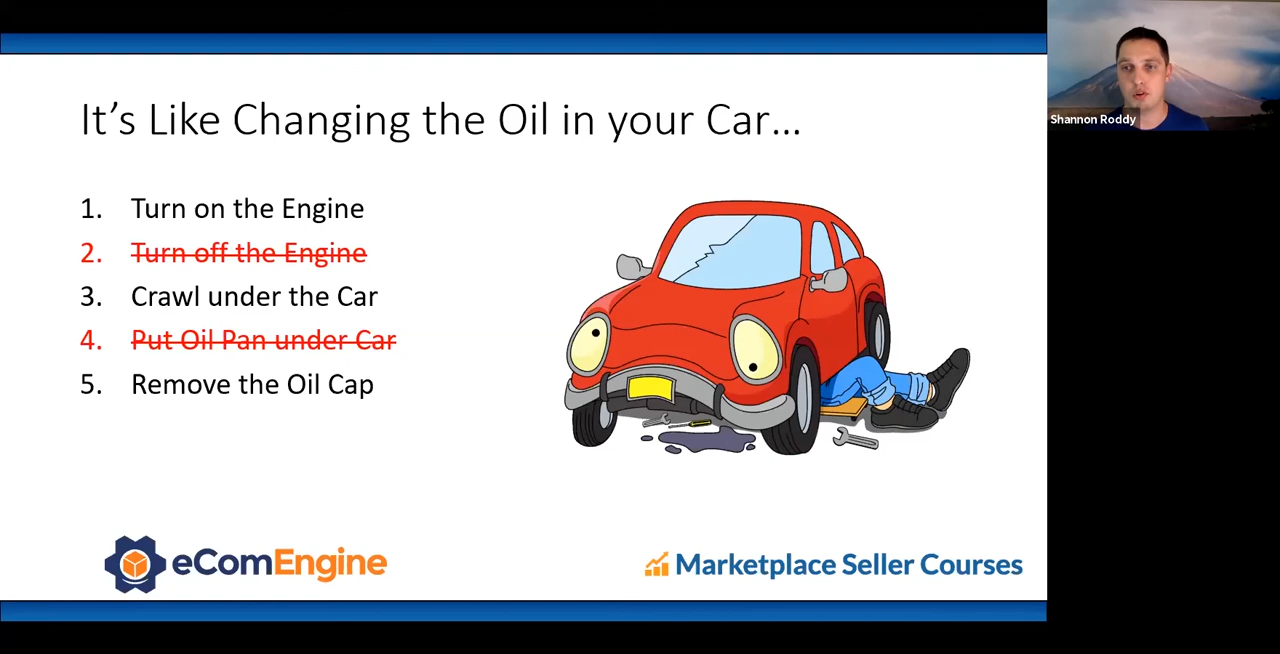 It's Like Changing the Oil in your Car...
1. Turn on the Engine
2. Turn off the Engine
3. Crawl under the Car
4. Put Oil Pan under Car
5. Remove the Oil Cap
eComEngine
Marketplace Seller Courses
Shannon Roddy